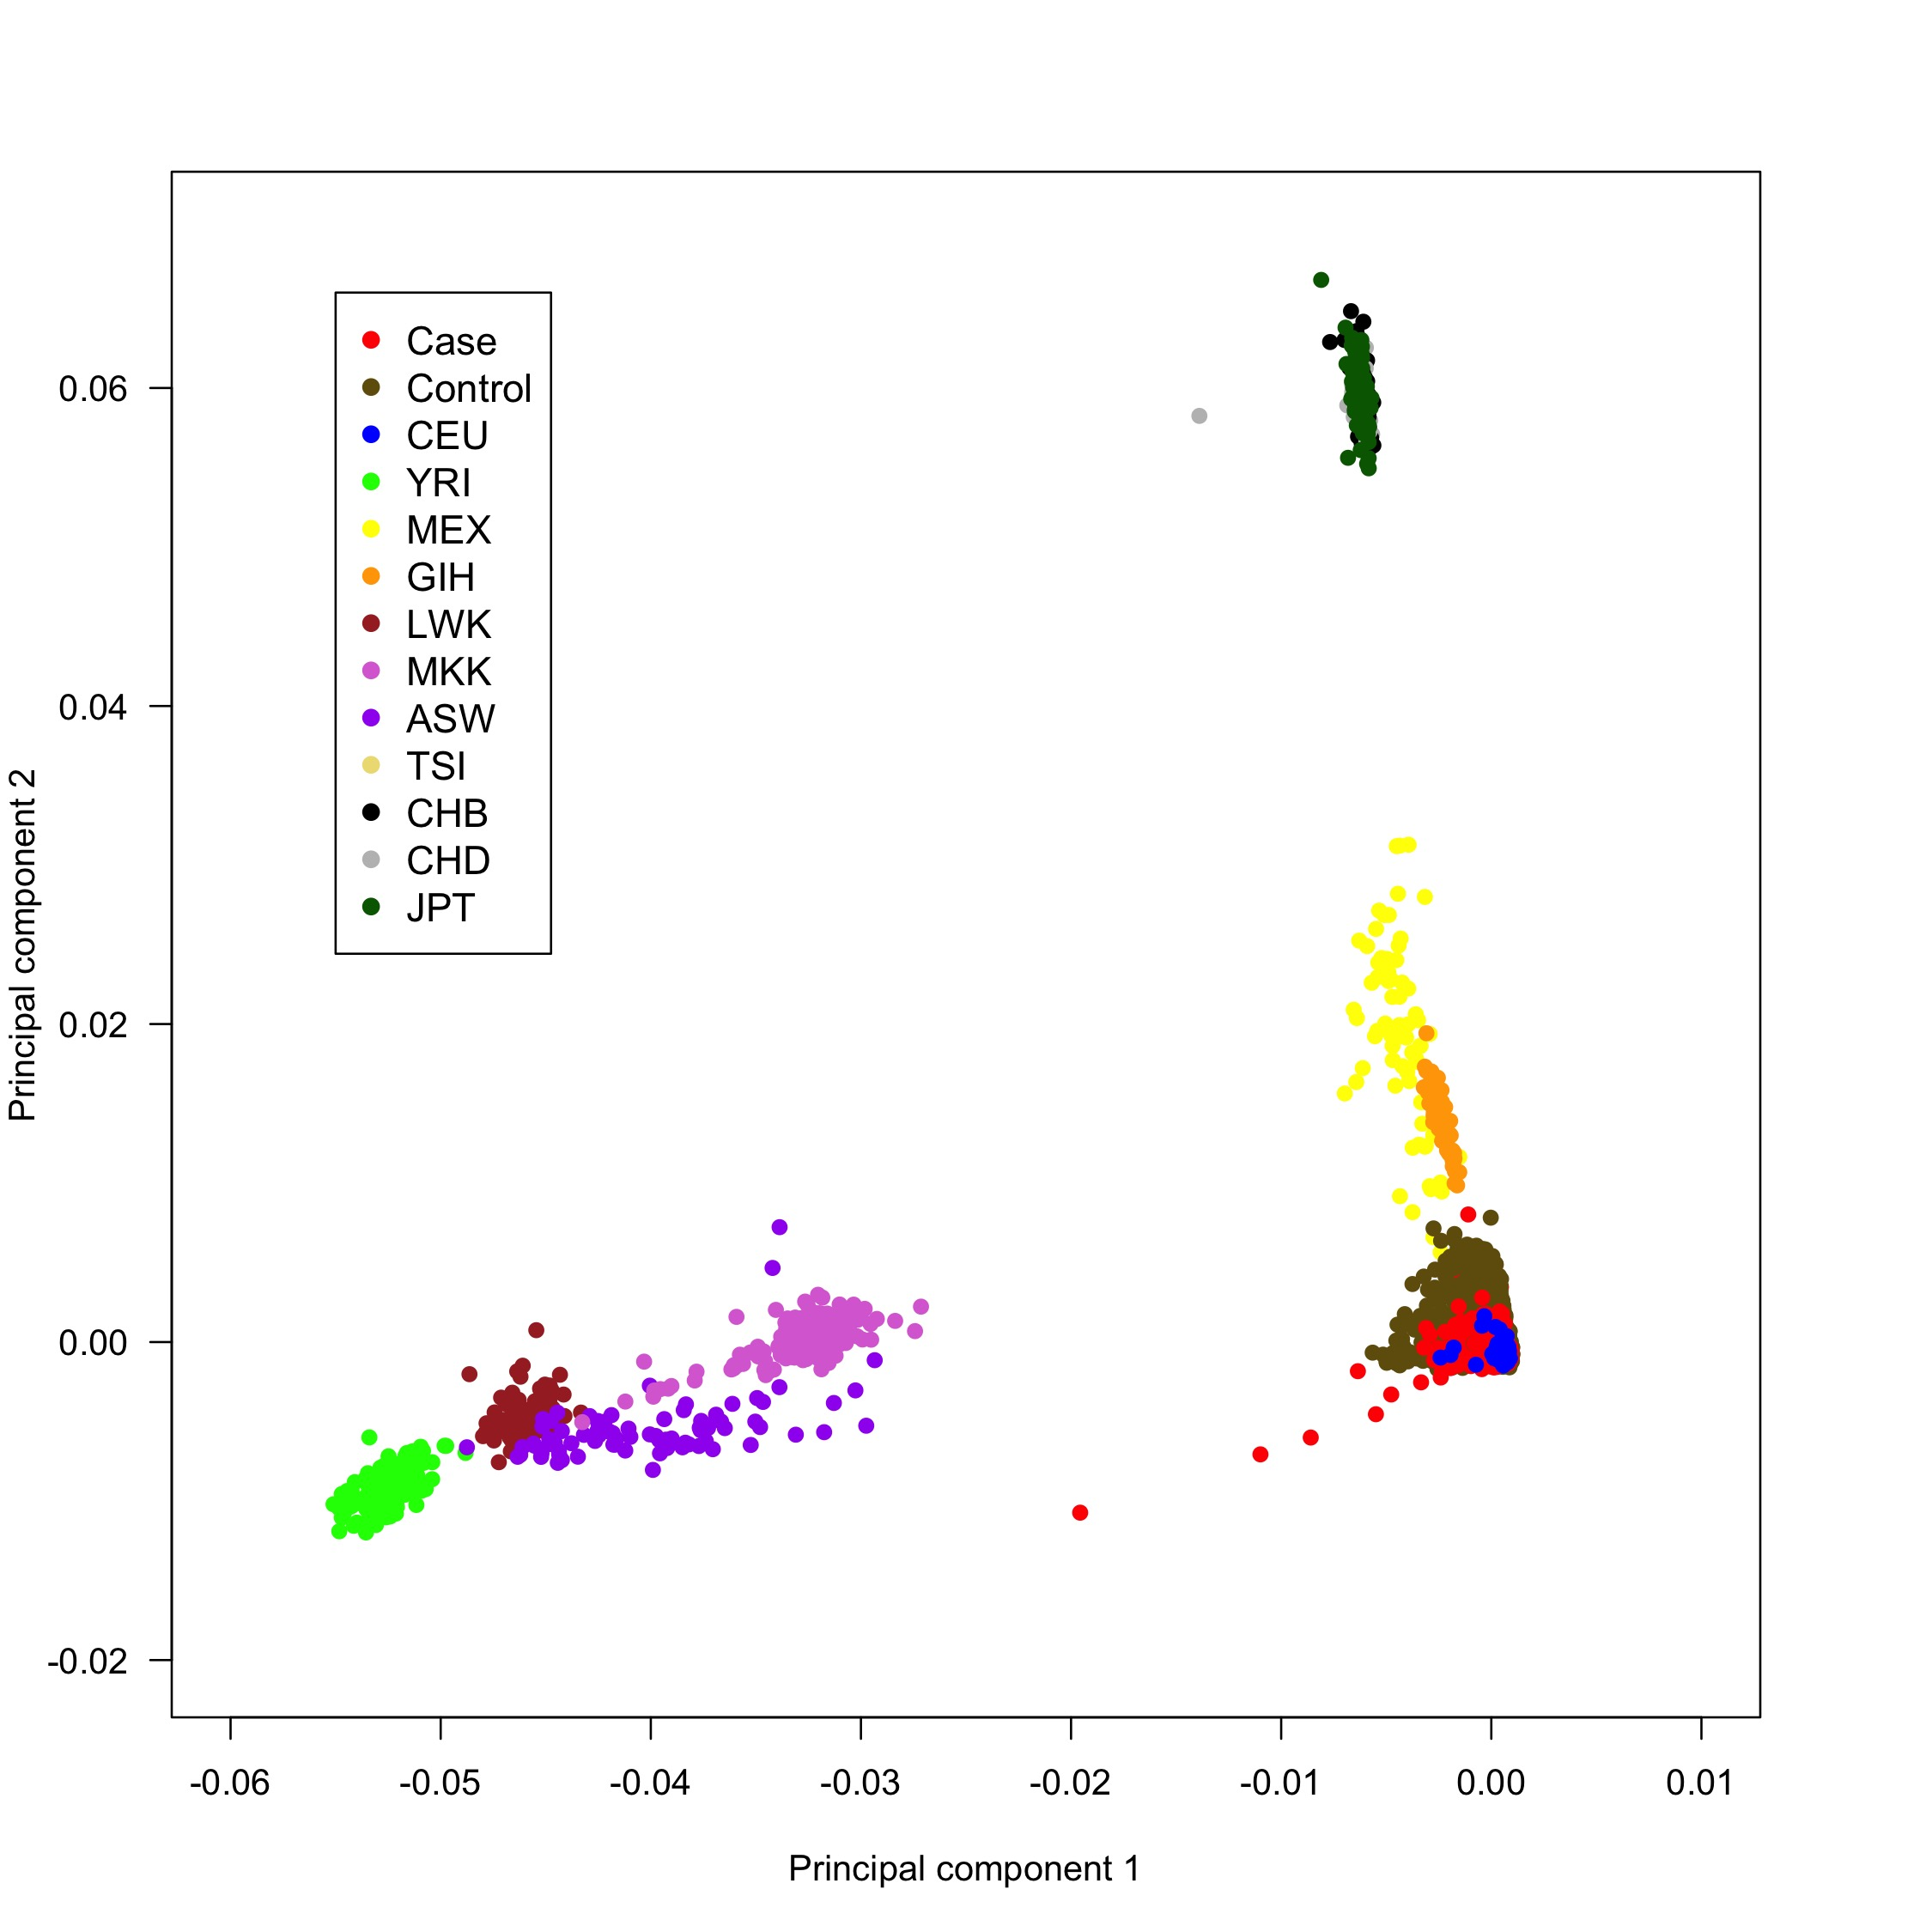 Case
Control
CEU
YRI
MEX
GIH
LWK
MKK
ASW
TSI
CHB
CHD
JPT
0.06
0.04
0.02
0.00
-0.02
Principal component 2
-0.06 -0.05 -0.04 -0.03 -0.02 -0.01 0.00 0.01
Principal component 1